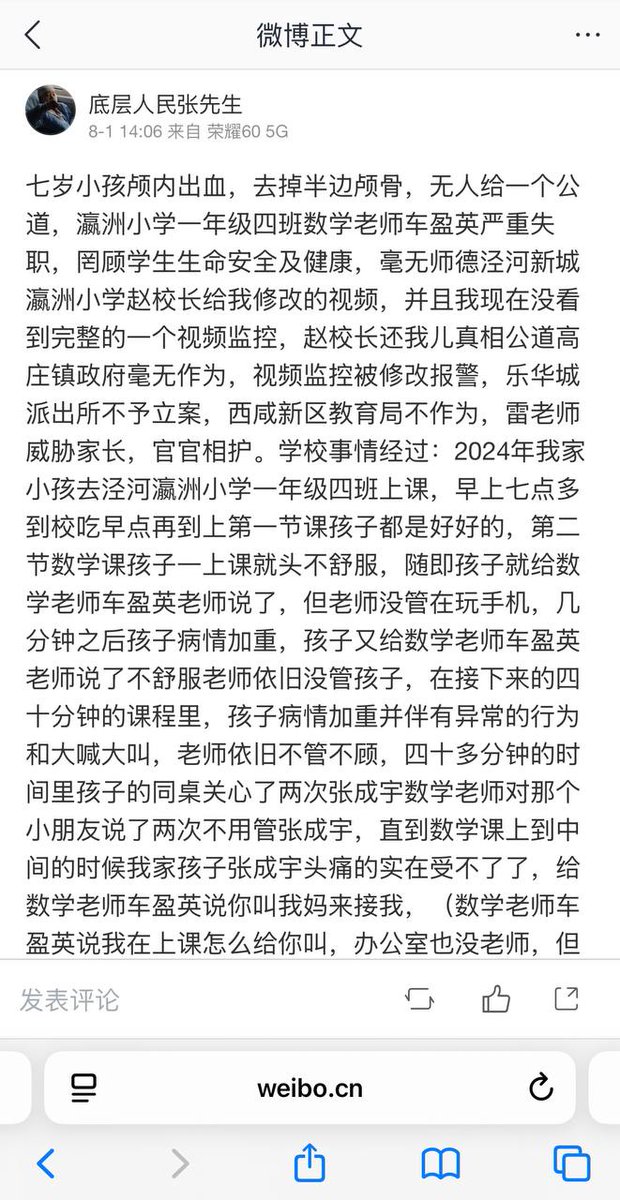 微博正文
底层人民张先生
8-1 14:06 来自 荣耀60 5G
七岁小孩颅内出血，去掉半边颅骨，无人给一个公
道，瀛洲小学一年级四班数学老师车盈英严重失
职，罔顾学生生命安全及健康，毫无师德泾河新城
瀛洲小学赵校长给我修改的视频，并且我现在没看
到完整的一个视频监控，赵校长还我儿真相公道高
庄镇政府毫无作为，视频监控被修改报警，乐华城
派出所不予立案，西咸新区教育局不作为，雷老师
威胁家长，官官相护。学校事情经过：2024年我家
小孩去泾河瀛洲小学一年级四班上课，早上七点多
到校吃早点再到上第一节课孩子都是好好的，第二
节数学课孩子一上课就头不舒服，随即孩子就给数
学老师车盈英老师说了，但老师没管在玩手机，几
分钟之后孩子病情加重，孩子又给数学老师车盈英
老师说了不舒服老师依旧没管孩子，在接下来的四
十分钟的课程里，孩子病情加重并伴有异常的行为
和大喊大叫，老师依旧不管不顾，四十多分钟的时
间里孩子的同桌关心了两次张成宇数学老师对那个
小朋友说了两次不用管张成宇，直到数学课上到中
间的时候我家孩子张成宇头痛的实在受不了了，给
数学老师车盈英说你叫我妈来接我，（数学老师车
盈英说我在上课怎么给你叫，办公室也没老师，但
发表评论
weibo.cn